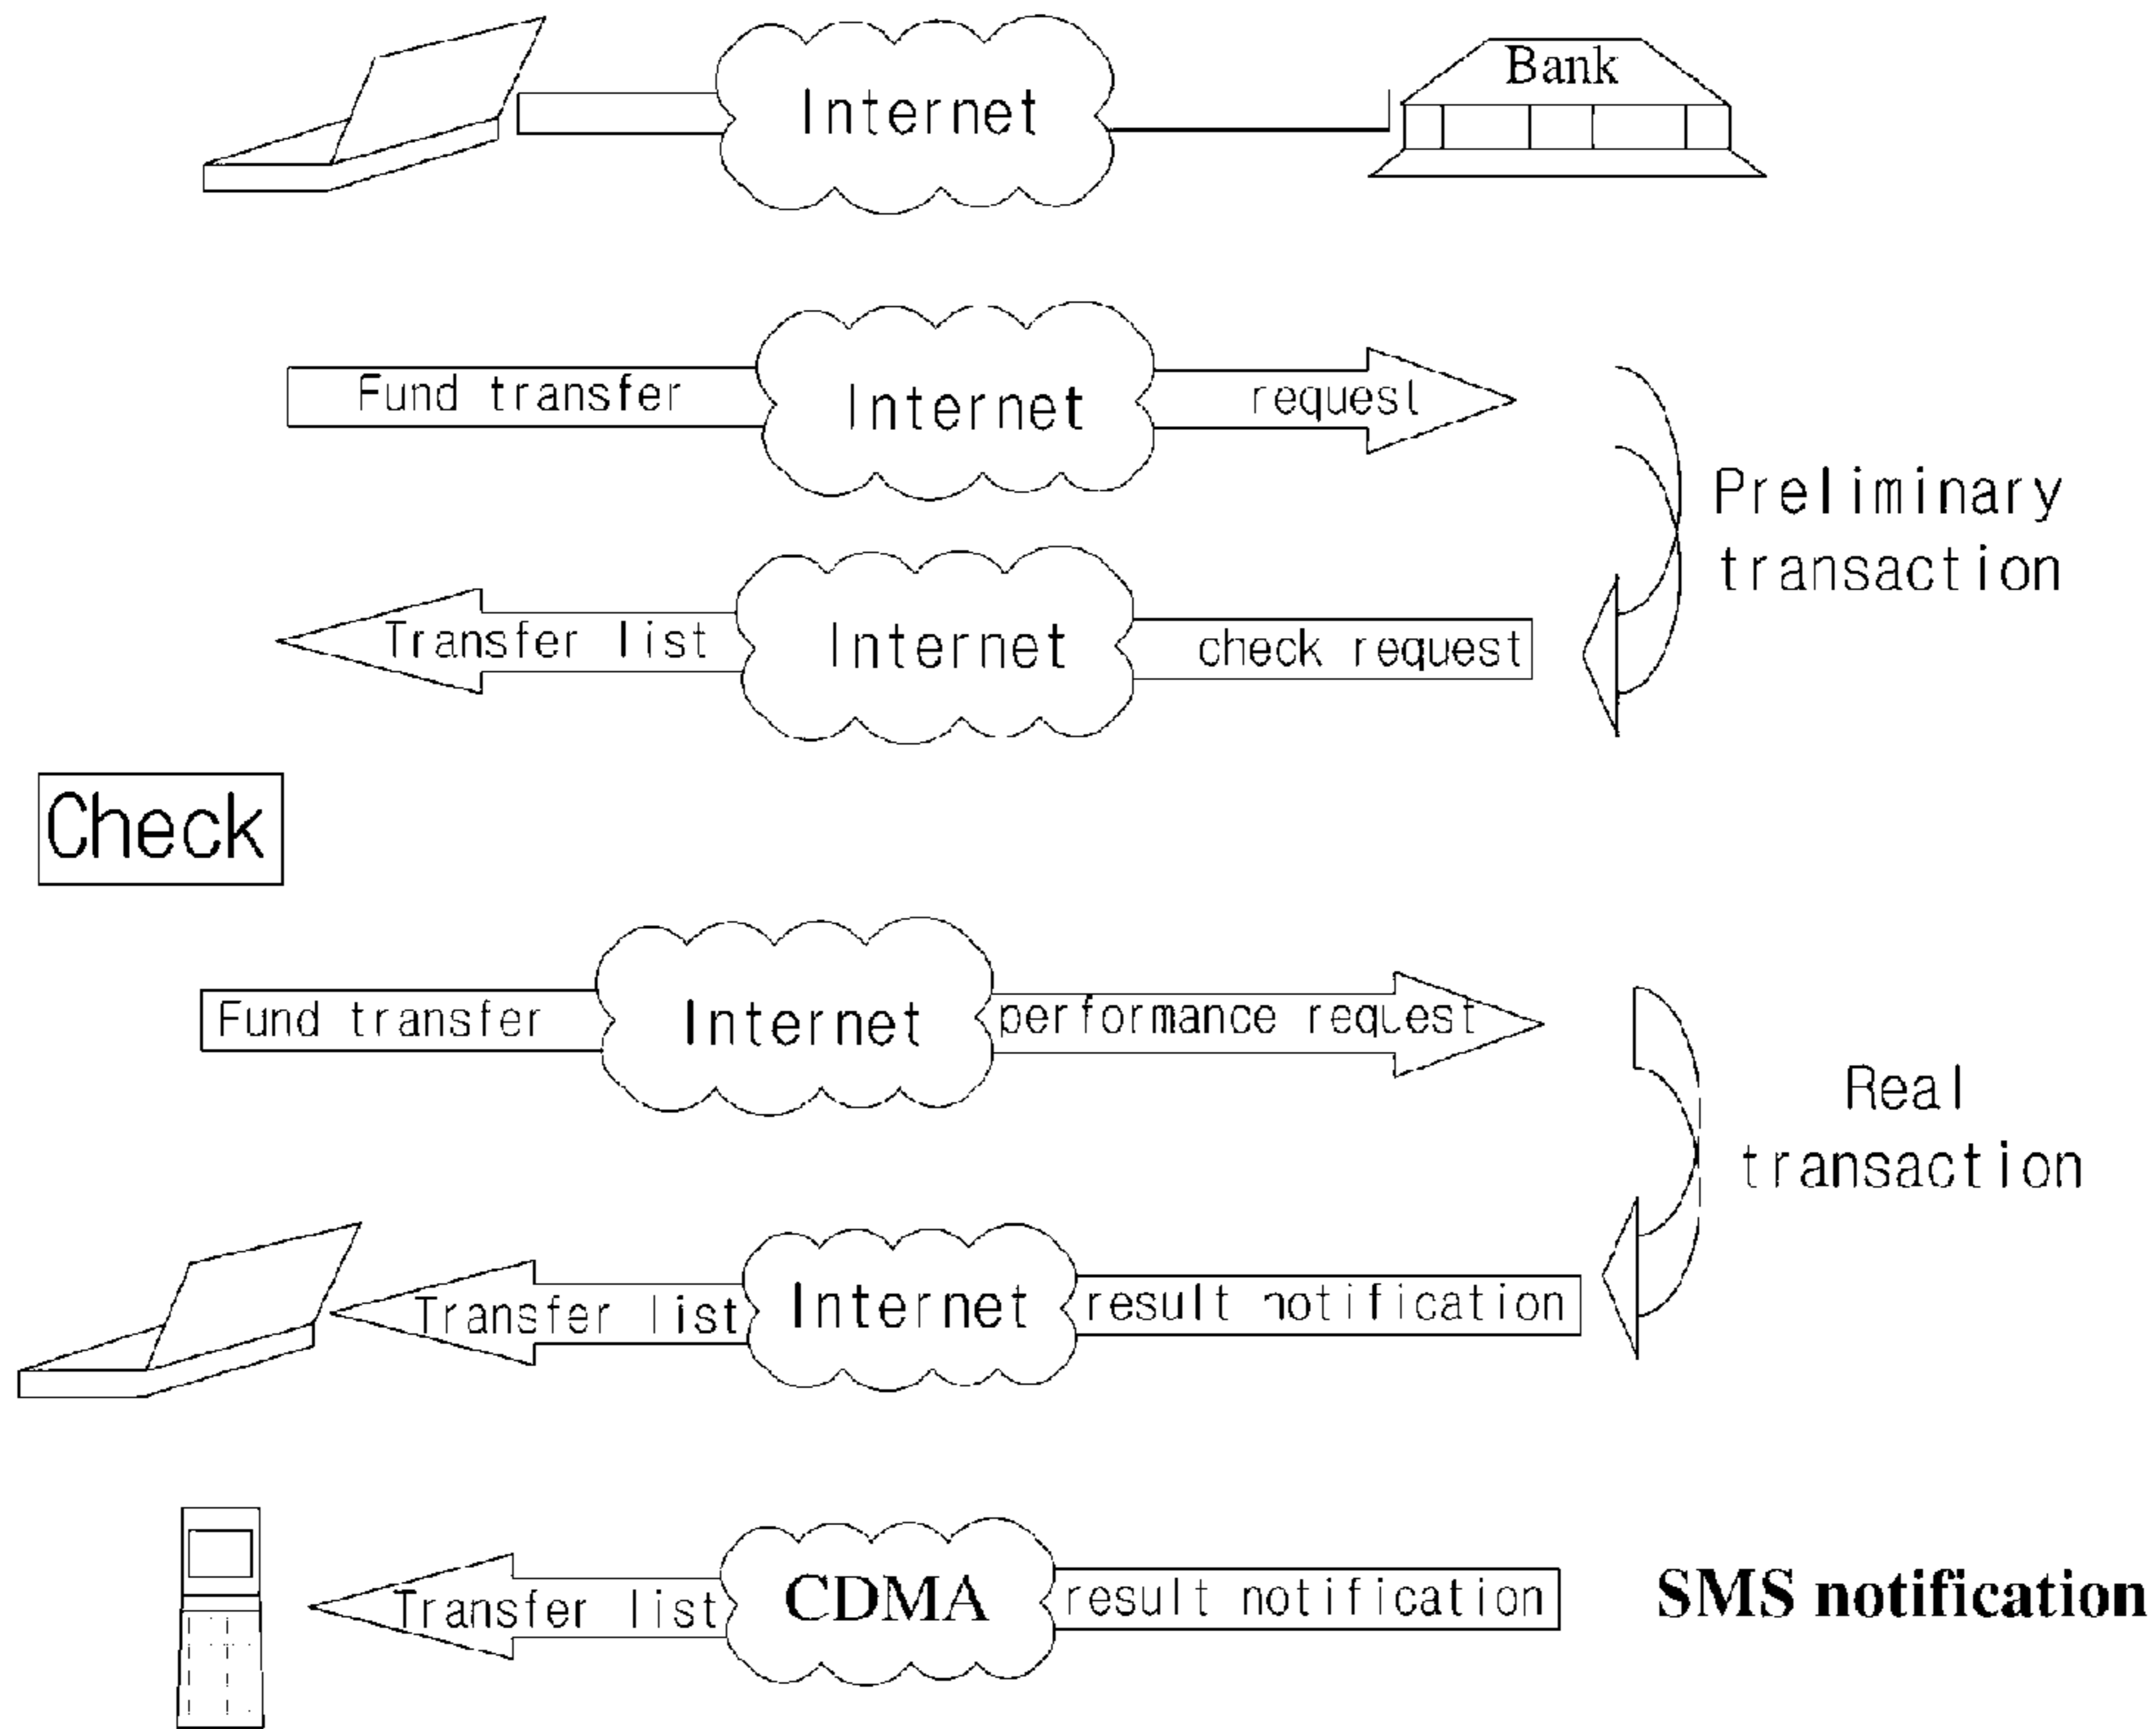 Internet
Bank
Fund transfer Internet request
Preliminary
transaction
Transfer list Internet check request
Check
Fund transfer Internet performance request
Real
transaction
Transfer list Internet result notification
Transfer list CDMA result notification SMS notification